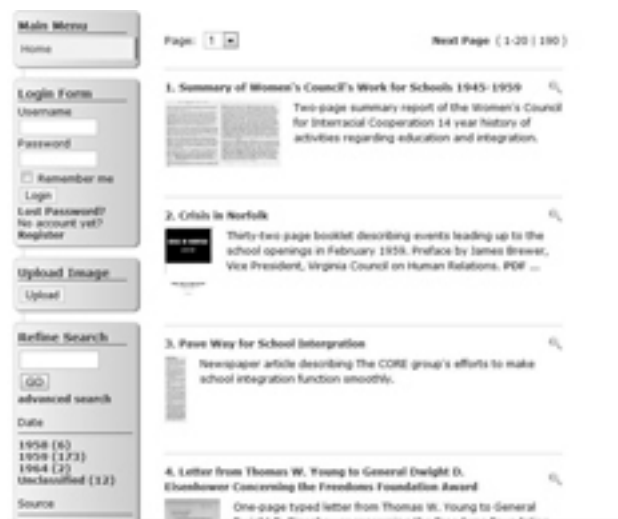 Main Menu
Home
Login Form
Username
Password
Remember me
Login
Lost Password?
No account yet?
Register
Upload Image
Upload
Refine Search
GO
advanced search
Date
1958 (6)
1959 (173)
1964 (2)
Unclassified (12)
Source
Page: 1
Next Page ( 1-20 | 190 )
1. Summary of Women's Council's Work for Schools 1945-1959
Two-page summary report of the Women's Council
for Interracial Cooperation 14 year history of
activities regarding education and integration.
2. Crisis in Norfolk
Thirty-two page booklet describing events leading up to the
school openings in February 1959. Preface by James Brewer,
Vice President, Virginia Council on Human Relations. PDF ...
3. Pave Way for School Intergration
Newspaper article describing The CORE group's efforts to make
school integration function smoothly.
4. Letter from Thomas W. Young to General Dwight D.
Eisenhower Concerning the Freedoms Foundation Award
One-page typed letter from Thomas W. Young to General